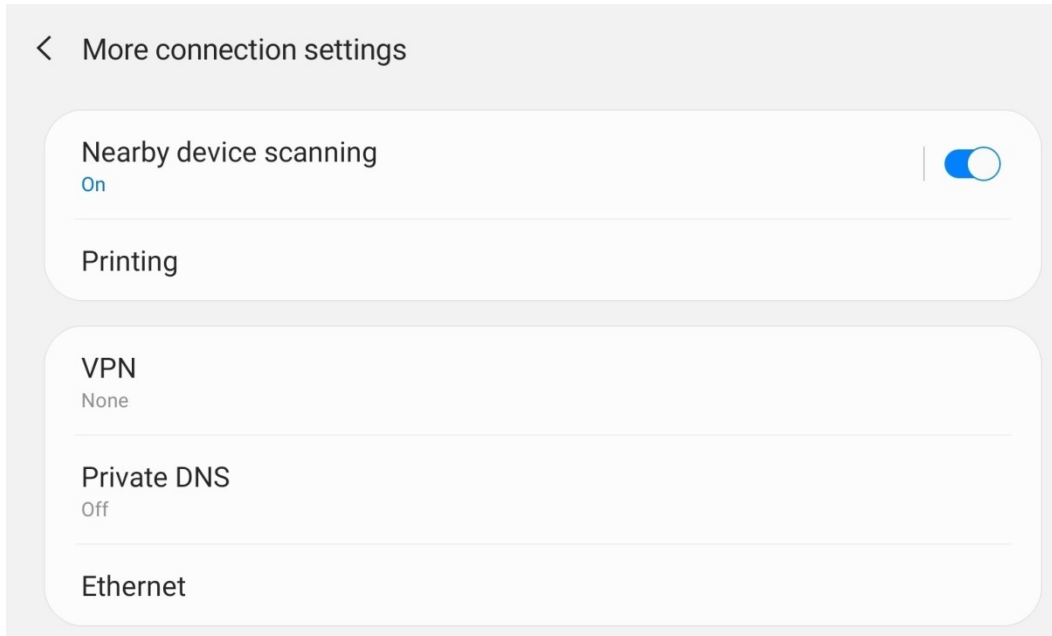 More connection settings
Nearby device scanning
On
Printing
VPN
None
Private DNS
Off
Ethernet